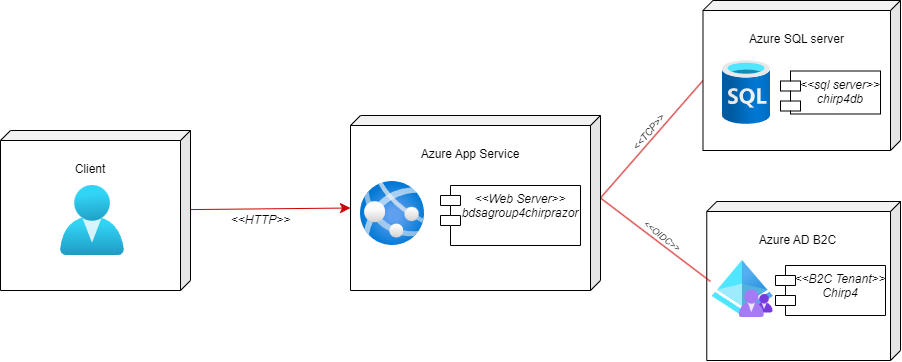 Client
<<HTTP>>
Azure App Service
<<Web Server>>
bdsagroup4chirprazor
<<TCP>>
<<OIDC>>
Azure SQL server
SQL
<<sql server>>
chirp4db
Azure AD B2C
<<B2C Tenant>>
Chirp4